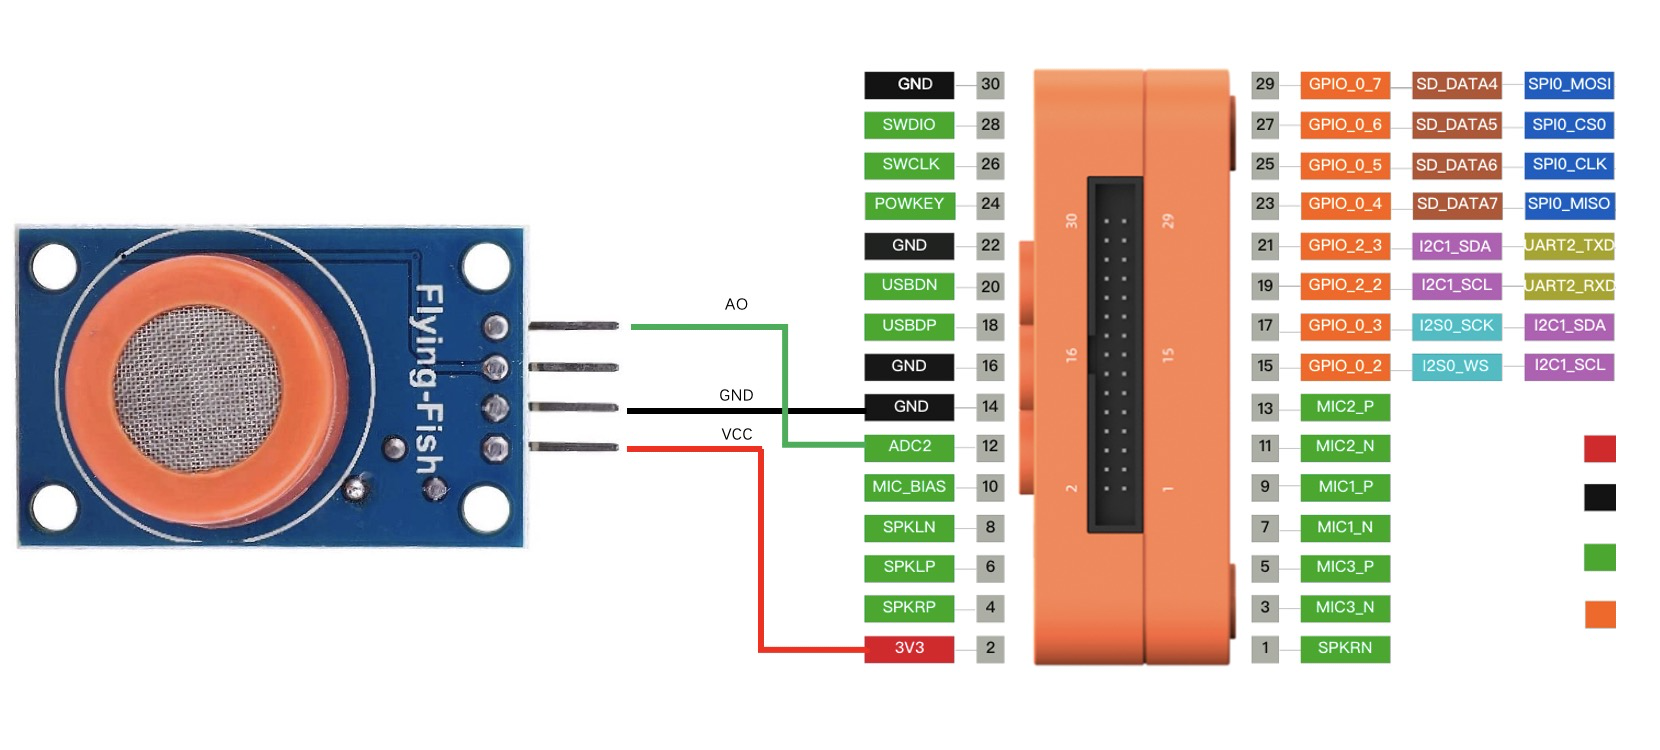 GND 30 29 GPIO_0_7 SD_DATA4 SPI0_MOSI
SWDIO 28 27 GPIO_0_6 SD_DATA5 SPI0_CS0
SWCLK 26 25 GPIO_0_5 SD_DATA6 SPI0_CLK
POWKEY 24 23 GPIO_0_4 SD_DATA7 SPI0_MISO
30 29
GND 22 21 GPIO_2_3 I2C1_SDA UART2_TXD
USBDN 20 19 GPIO_2_2 I2C1_SCL UART2_RXD
Flying-Fish
AO
USBDP 18 17 GPIO_0_3 I2S0_SCK I2C1_SDA
16 15
GND 16 15 GPIO_0_2 I2S0_WS I2C1_SCL
GND
GND 14 13 MIC2_P
VCC
ADC2 12 11 MIC2_N
MIC_BIAS 10 9 MIC1_P
2 1
SPKLN 8 7 MIC1_N
SPKLP 6 5 MIC3_P
SPKRP 4 3 MIC3_N
3V3 2 1 SPKRN